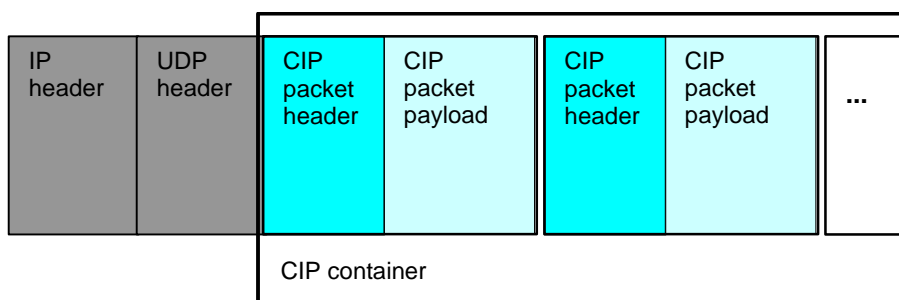 IP
header
UDP
header
CIP
packet
header
CIP
packet
payload
CIP
packet
header
CIP
packet
payload
...
CIP container